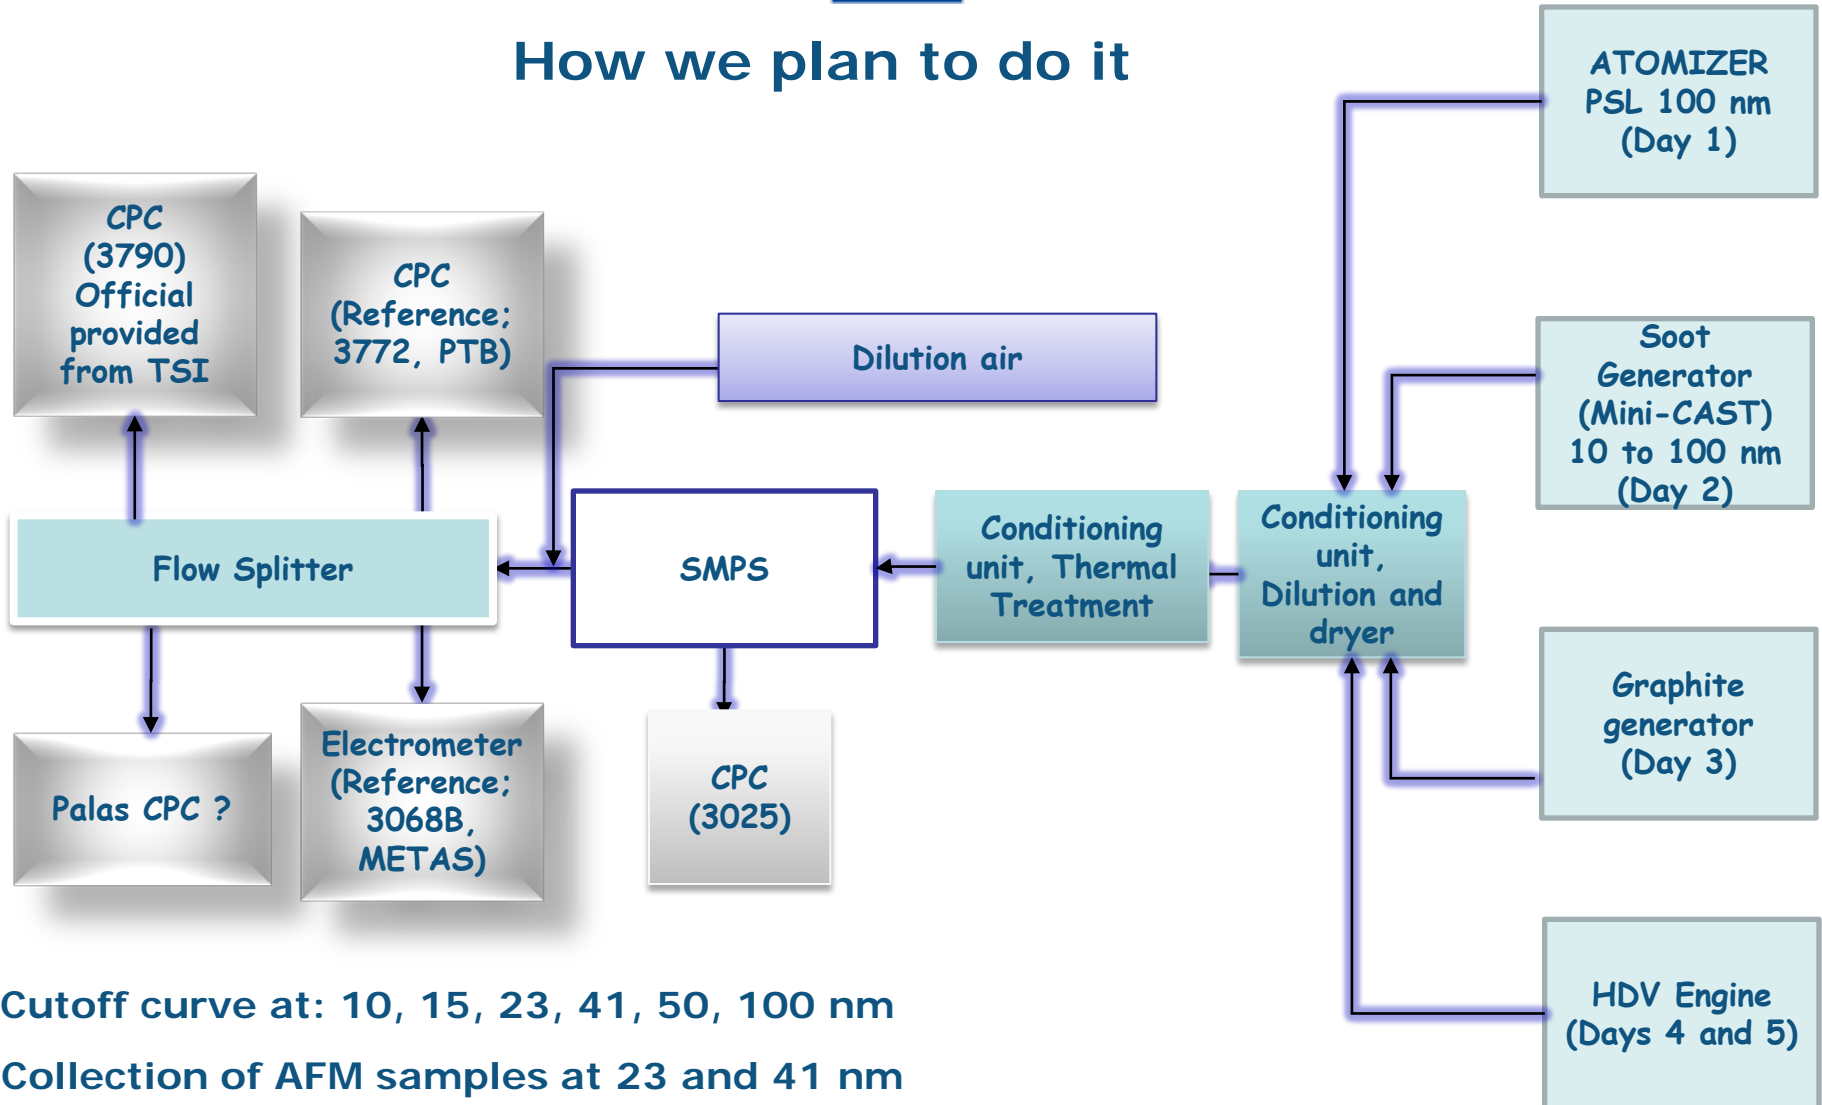 How we plan to do it
ATOMIZER
PSL 100 nm
(Day 1)
CPC
(3790)
Official
provided
from TSI
CPC
(Reference;
3772, PTB)
Dilution air
Soot
Generator
(Mini-CAST)
10 to 100 nm
(Day 2)
Flow Splitter
SMPS
Conditioning
unit, Thermal
Treatment
Conditioning
unit,
Dilution and
dryer
Palas CPC ?
Electrometer
(Reference;
3068B,
METAS)
CPC
(3025)
Graphite
generator
(Day 3)
HDV Engine
(Days 4 and 5)
Cutoff curve at: 10, 15, 23, 41, 50, 100 nm
Collection of AFM samples at 23 and 41 nm